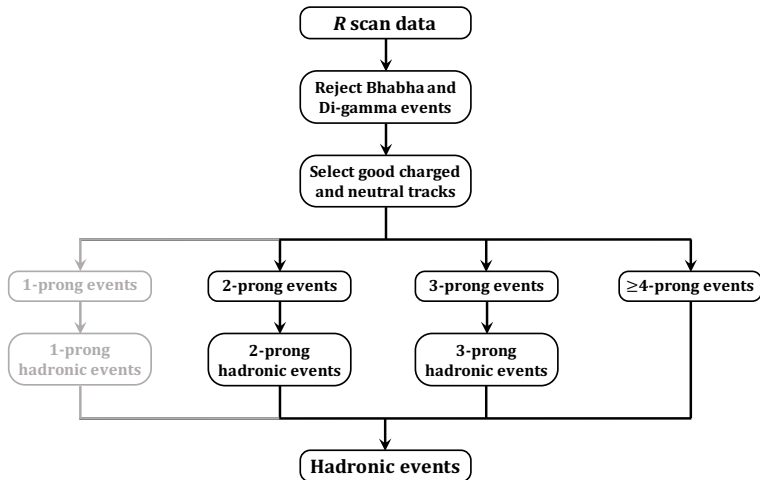 R scan data
Reject Bhabha and
Di-gamma events
Select good charged
and neutral tracks
1-prong events
2-prong events
3-prong events
≥4-prong events
1-prong
hadronic events
2-prong
hadronic events
3-prong
hadronic events
Hadronic events